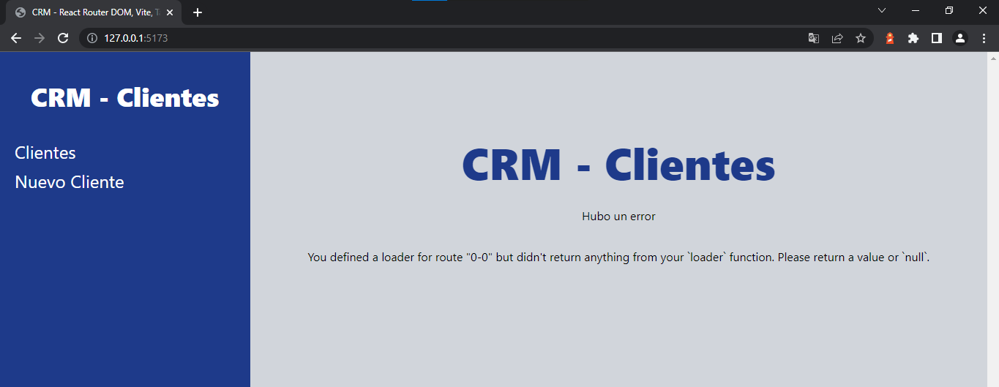 CRM - React Router DOM, Vite, T
127.0.0.1:5173
CRM - Clientes
Clientes
Nuevo Cliente
CRM - Clientes
Hubo un error
You defined a loader for route "0-0" but didn't return anything from your `loader` function. Please return a value or `null`.